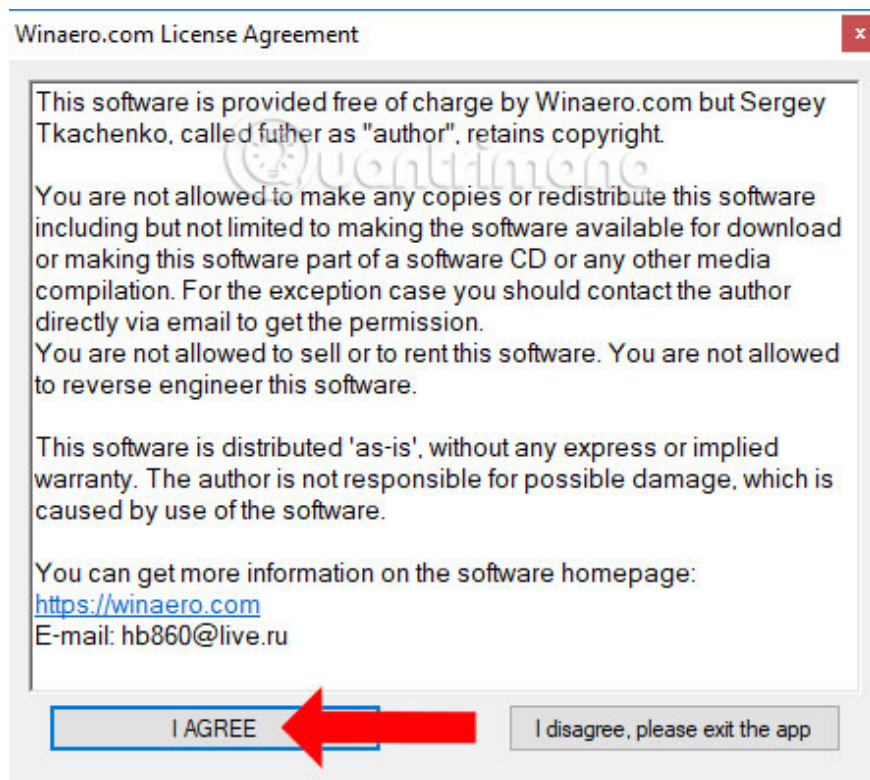 Winaero.com License Agreement
x
This software is provided free of charge by Winaero.com but Sergey
Tkachenko, called futher as "author", retains copyright.
Quantrimang
You are not allowed to make any copies or redistribute this software
including but not limited to making the software available for download
or making this software part of a software CD or any other media
compilation. For the exception case you should contact the author
directly via email to get the permission.
You are not allowed to sell or to rent this software. You are not allowed
to reverse engineer this software.
This software is distributed 'as-is', without any express or implied
warranty. The author is not responsible for possible damage, which is
caused by use of the software.
You can get more information on the software homepage:
https://winaero.com
E-mail: hb860@live.ru
I AGREE
I disagree, please exit the app